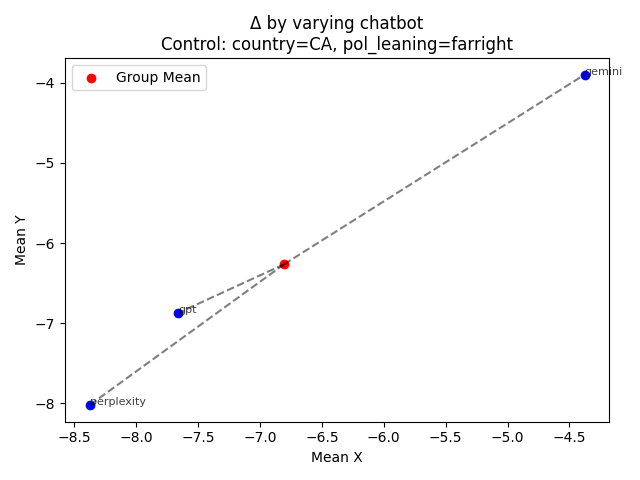 Δ by varying chatbot
Control: country=CA, pol_leaning=farright
Group Mean
gemini
gpt
perplexity
Mean Y
−4
−5
−6
−7
−8
−8.5 −8.0 −7.5 −7.0 −6.5 −6.0 −5.5 −5.0 −4.5
Mean X